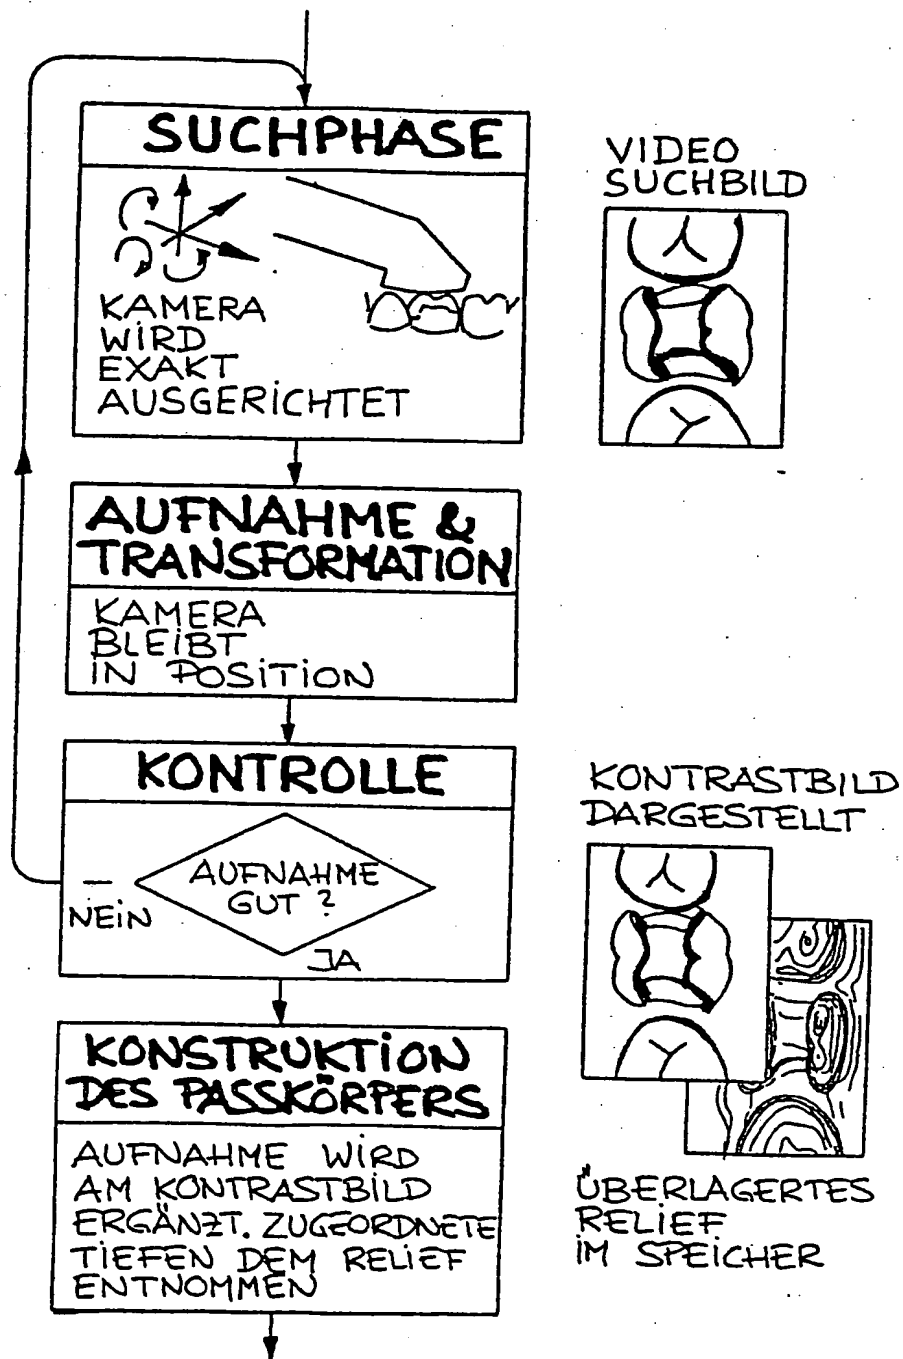 SUCHPHASE
KAMERA
WIRD
EXAKT
AUSGERICHTET
VIDEO
SUCHBILD
AUFNAHME &
TRANSFORMATION
KAMERA
BLEIBT
IN POSITION
KONTROLLE
AUFNAHME
GUT ?
NEIN
JA
KONTRASTBILD
DARGESTELLT
KONSTRUKTION
DES PASSKÖRPERS
AUFNAHME WIRD
AM KONTRASTBILD
ERGÄNZT. ZUGEORDNETE
TIEFEN DEM RELIEF
ENTNOMMEN
ÜBERLAGERTES
RELIEF
IM SPEICHER